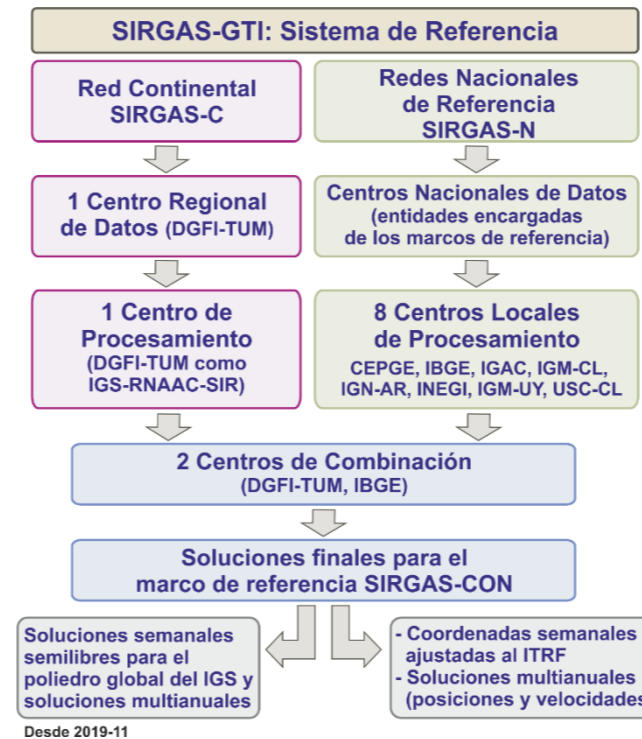 SIRGAS-GTI: Sistema de Referencia
Red Continental
SIRGAS-C
Redes Nacionales
de Referencia
SIRGAS-N
1 Centro Regional
de Datos (DGFI-TUM)
Centros Nacionales de Datos
(entidades encargadas
de los marcos de referencia)
1 Centro de
Procesamiento
(DGFI-TUM como
IGS-RNAAC-SIR)
8 Centros Locales
de Procesamiento
CEPGE, IBGE, IGAC, IGM-CL,
IGN-AR, INEGI, IGM-UY, USC-CL
2 Centros de Combinación
(DGFI-TUM, IBGE)
Soluciones finales para el
marco de referencia SIRGAS-CON
Soluciones semanales
semilibres para el
poliedro global del IGS y
soluciones multianuales
- Coordenadas semanales
ajustadas al ITRF
- Soluciones multianuales
(posiciones y velocidades
Desde 2019-11